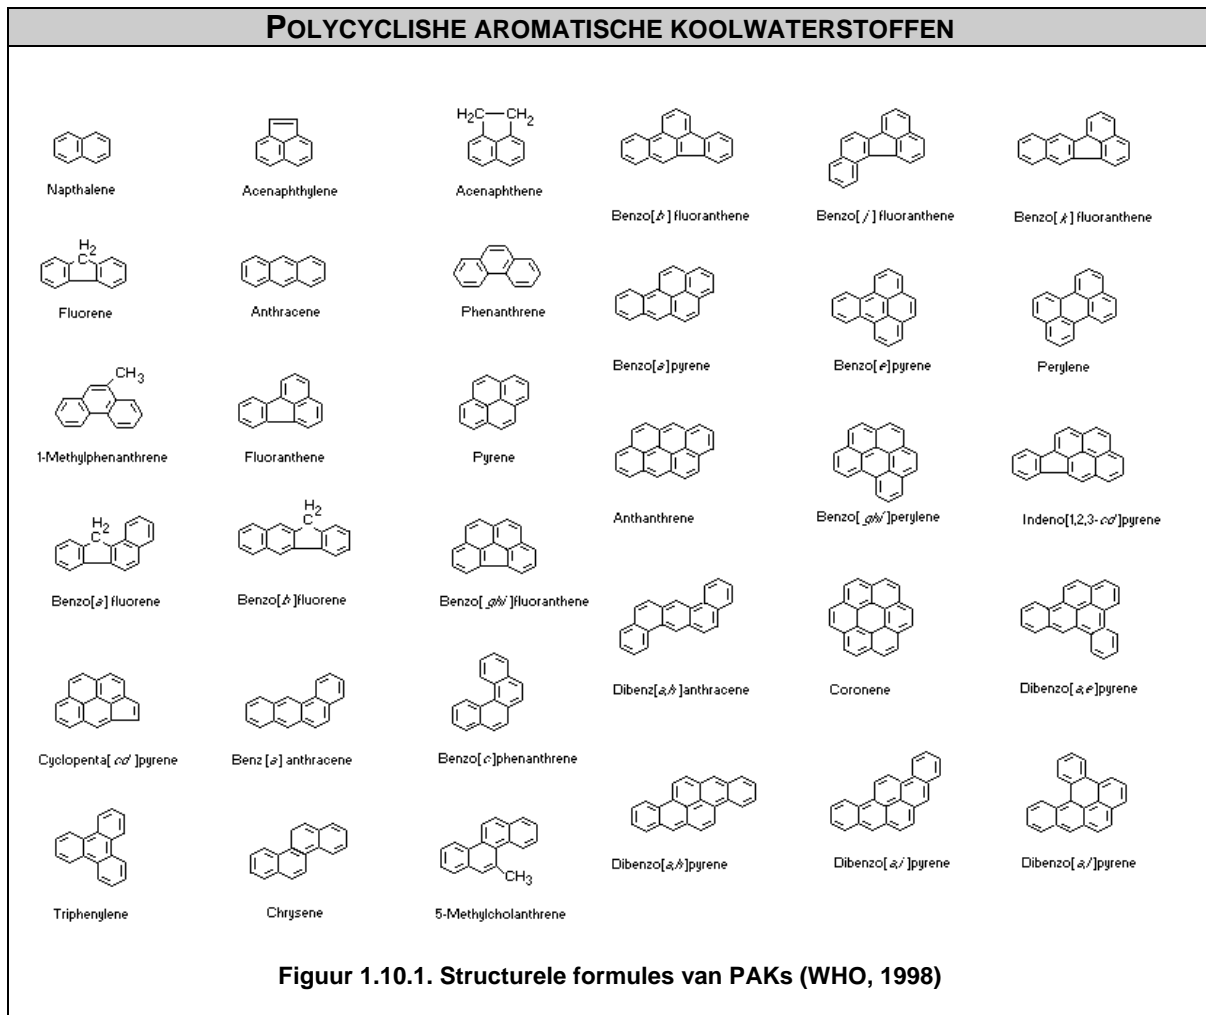 POLYCYCLISHE AROMATISCHE KOOLWATERSTOFFEN
Napthalene
Acenaphthylene
H2C CH2
Acenaphthene
Benzo[b]fluoranthene
Benzo[j]fluoranthene
Benzo[k]fluoranthene
H2
C
Fluorene
Anthracene
Phenanthrene
Benzo[a]pyrene
Benzo[e]pyrene
Perylene
CH3
1-Methylphenanthrene
Fluoranthene
Pyrene
Anthanthrene
Benzo[ghi]perylene
Indeno[1,2,3-cd]pyrene
H2
C
Benzo[a]fluorene
H2
C
Benzo[b]fluorene
Benzo[ghi]fluoranthene
Dibenz[a,h]anthracene
Coronene
Dibenzo[a,e]pyrene
Cyclopenta[cd]pyrene
Benz[a]anthracene
Benzo[c]phenanthrene
Dibenzo[a,h]pyrene
Dibenzo[a,i]pyrene
Dibenzo[a,l]pyrene
Triphenylene
Chrysene
CH3
5-Methylcholanthrene
Figuur 1.10.1. Structurele formules van PAKs (WHO, 1998)